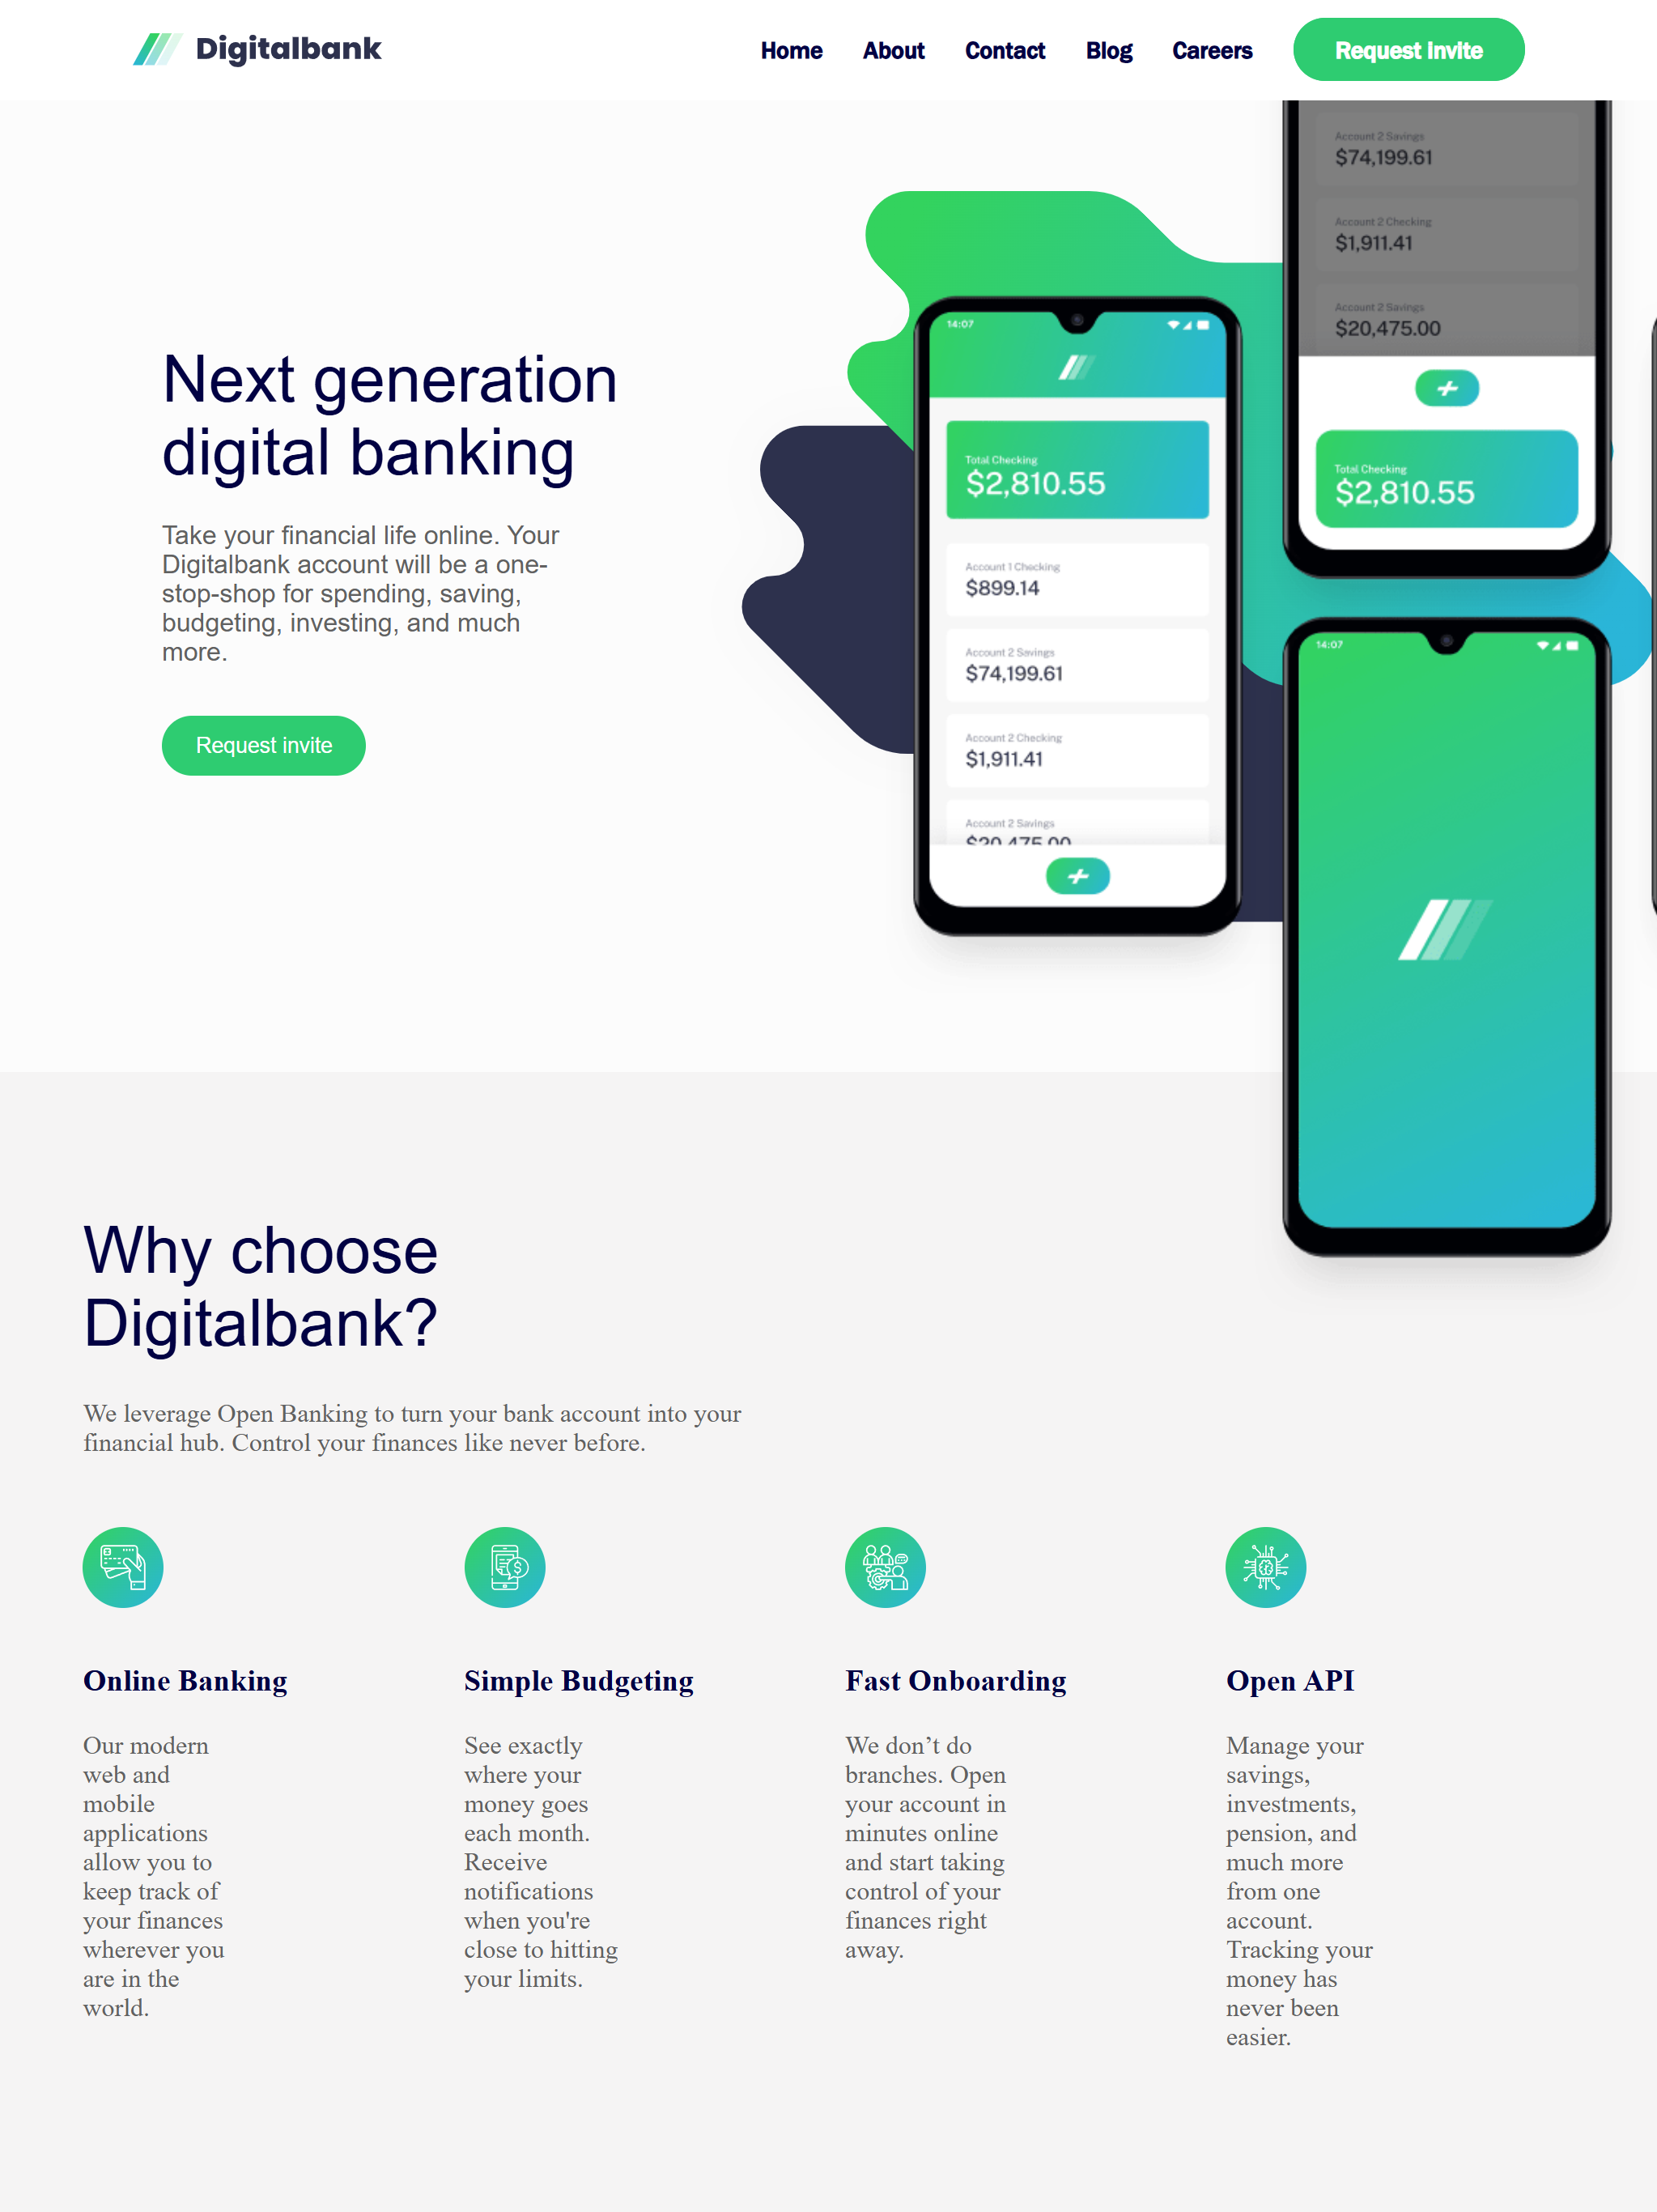 Digitalbank
Home About Contact Blog Careers Request Invite
Next generation
digital banking
Take your financial life online. Your
Digitalbank account will be a one-
stop-shop for spending, saving,
budgeting, investing, and much
more.
Request invite
14:07
Total Checking
$2,810.55
Account 1 Checking
$899.14
Account 2 Savings
$74,199.61
Account 2 Checking
$1,911.41
Account 2 Savings
$20,475.00
Account 2 Savings
$74,199.61
Account 2 Checking
$1,911.41
Account 2 Savings
$20,475.00
Total Checking
$2,810.55
14:07
Why choose
Digitalbank?
We leverage Open Banking to turn your bank account into your
financial hub. Control your finances like never before.
Online Banking
Our modern
web and
mobile
applications
allow you to
keep track of
your finances
wherever you
are in the
world.
Simple Budgeting
See exactly
where your
money goes
each month.
Receive
notifications
when you're
close to hitting
your limits.
Fast Onboarding
We don’t do
branches. Open
your account in
minutes online
and start taking
control of your
finances right
away.
Open API
Manage your
savings,
investments,
pension, and
much more
from one
account.
Tracking your
money has
never been
easier.